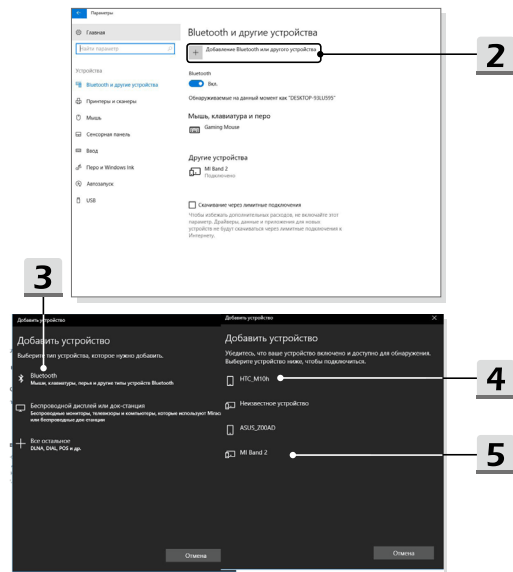 Параметры
Главная
Найти параметр
Устройства
Bluetooth и другие устройства
Принтеры и сканеры
Мышь
Сенсорная панель
Ввод
Перо и Windows Ink
Автозапуск
USB
Bluetooth и другие устройства
Добавление Bluetooth или другого устройства
2
Bluetooth
Вкл.
Обнаруживаемые на данный момент как "DESKTOP-93LU595"
Мышь, клавиатура и перо
Gaming Mouse
Другие устройства
MI Band 2
Подключено
Скачивание через лимитные подключения
Чтобы избежать дополнительных расходов, не включайте этот
параметр. Драйверы, данные и приложения для новых
устройств не будут скачиваться через лимитные подключения к
Интернету.
3
Добавить устройство
Добавить устройство
Выберите тип устройства, которое нужно добавить.
Bluetooth
Мыши, клавиатуры, перья и другие типы устройств Bluetooth
Беспроводной дисплей или док-станция
Беспроводные мониторы, телевизоры и компьютеры, которые используют Mirac
или беспроводные док-станции
Все остальное
DLNA, DIAL, POS и др.
Отмена
Добавить устройство
Добавить устройство
Убедитесь, что ваше устройство включено и доступно для обнаружения.
Выберите устройство ниже, чтобы подключиться.
HTC_M10h
4
Неизвестное устройство
ASUS_Z00AD
MI Band 2
5
Отмена